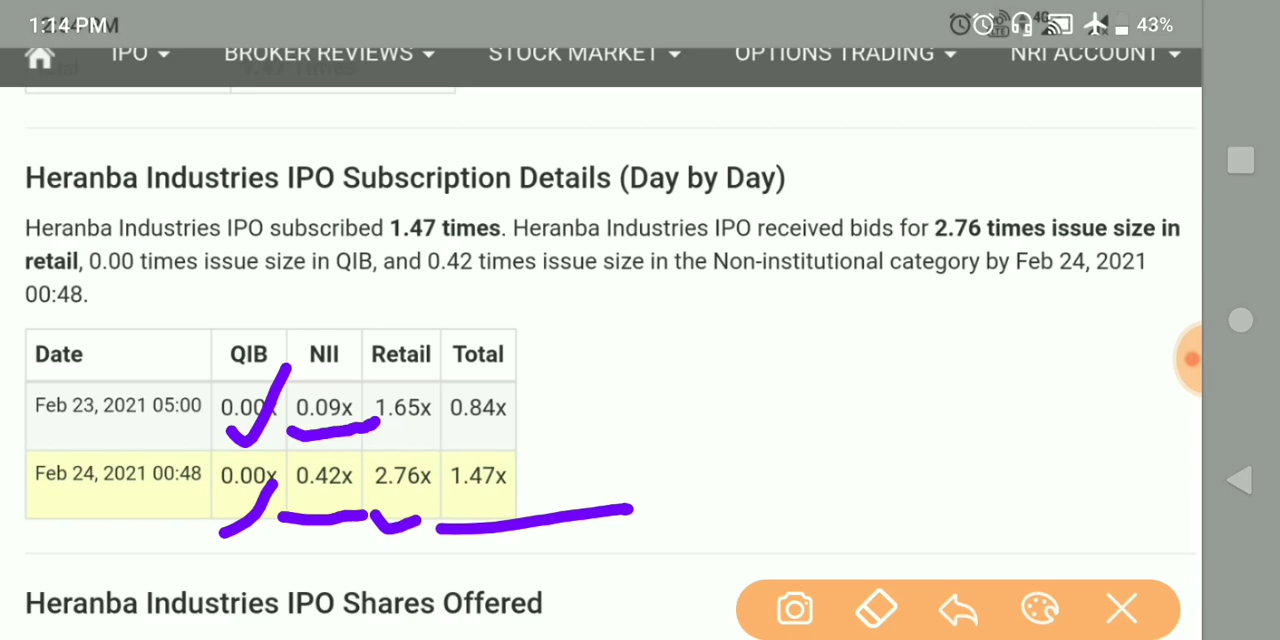 1:14 PM 4G 43%
IPO BROKER REVIEWS STOCK MARKET OPTIONS TRADING NRI ACCOUNT
Heranba Industries IPO Subscription Details (Day by Day)
Heranba Industries IPO subscribed 1.47 times. Heranba Industries IPO received bids for 2.76 times issue size in
retail, 0.00 times issue size in QIB, and 0.42 times issue size in the Non-institutional category by Feb 24, 2021
00:48.
Date QIB NII Retail Total
Feb 23, 2021 05:00 0.00x 0.09x 1.65x 0.84x
Feb 24, 2021 00:48 0.00x 0.42x 2.76x 1.47x
Heranba Industries IPO Shares Offered